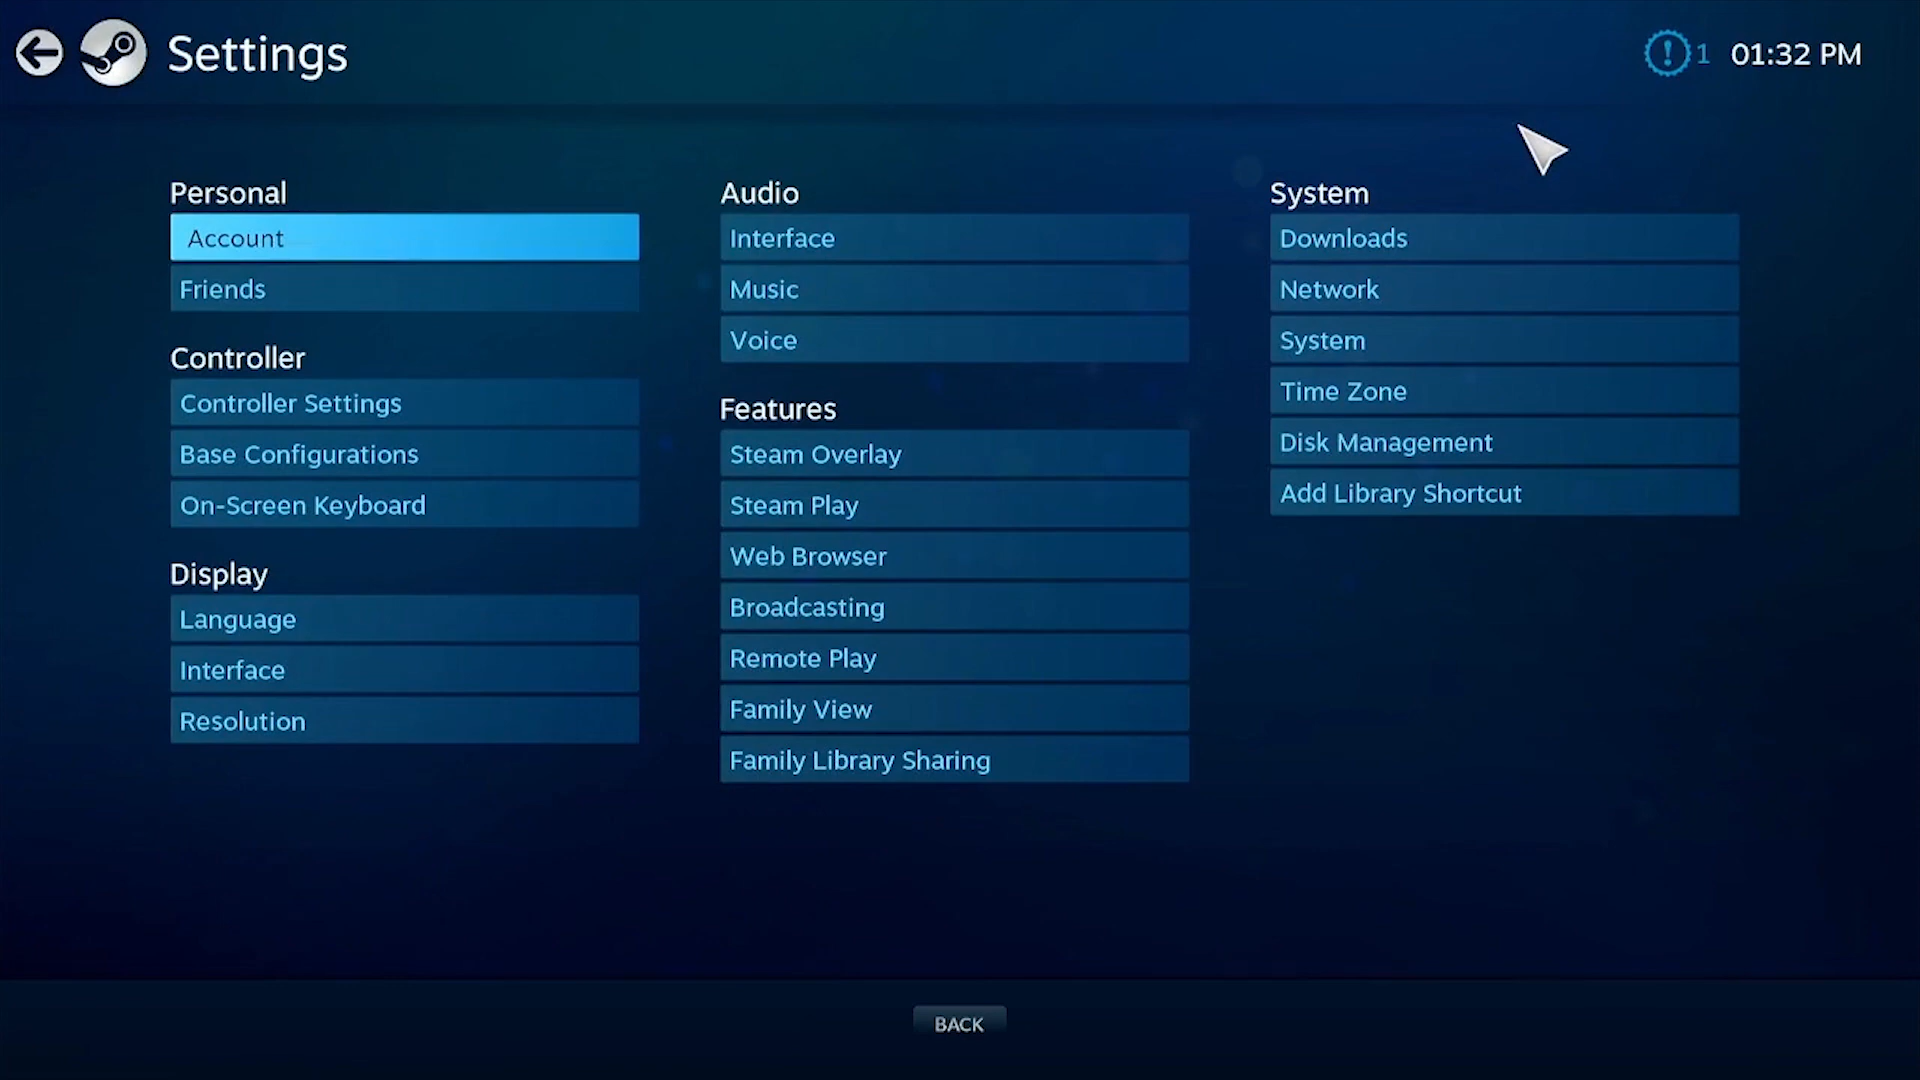 Settings
1 01:32 PM
Personal
Account
Friends
Controller
Controller Settings
Base Configurations
On-Screen Keyboard
Display
Language
Interface
Resolution
Audio
Interface
Music
Voice
Features
Steam Overlay
Steam Play
Web Browser
Broadcasting
Remote Play
Family View
Family Library Sharing
System
Downloads
Network
System
Time Zone
Disk Management
Add Library Shortcut
BACK